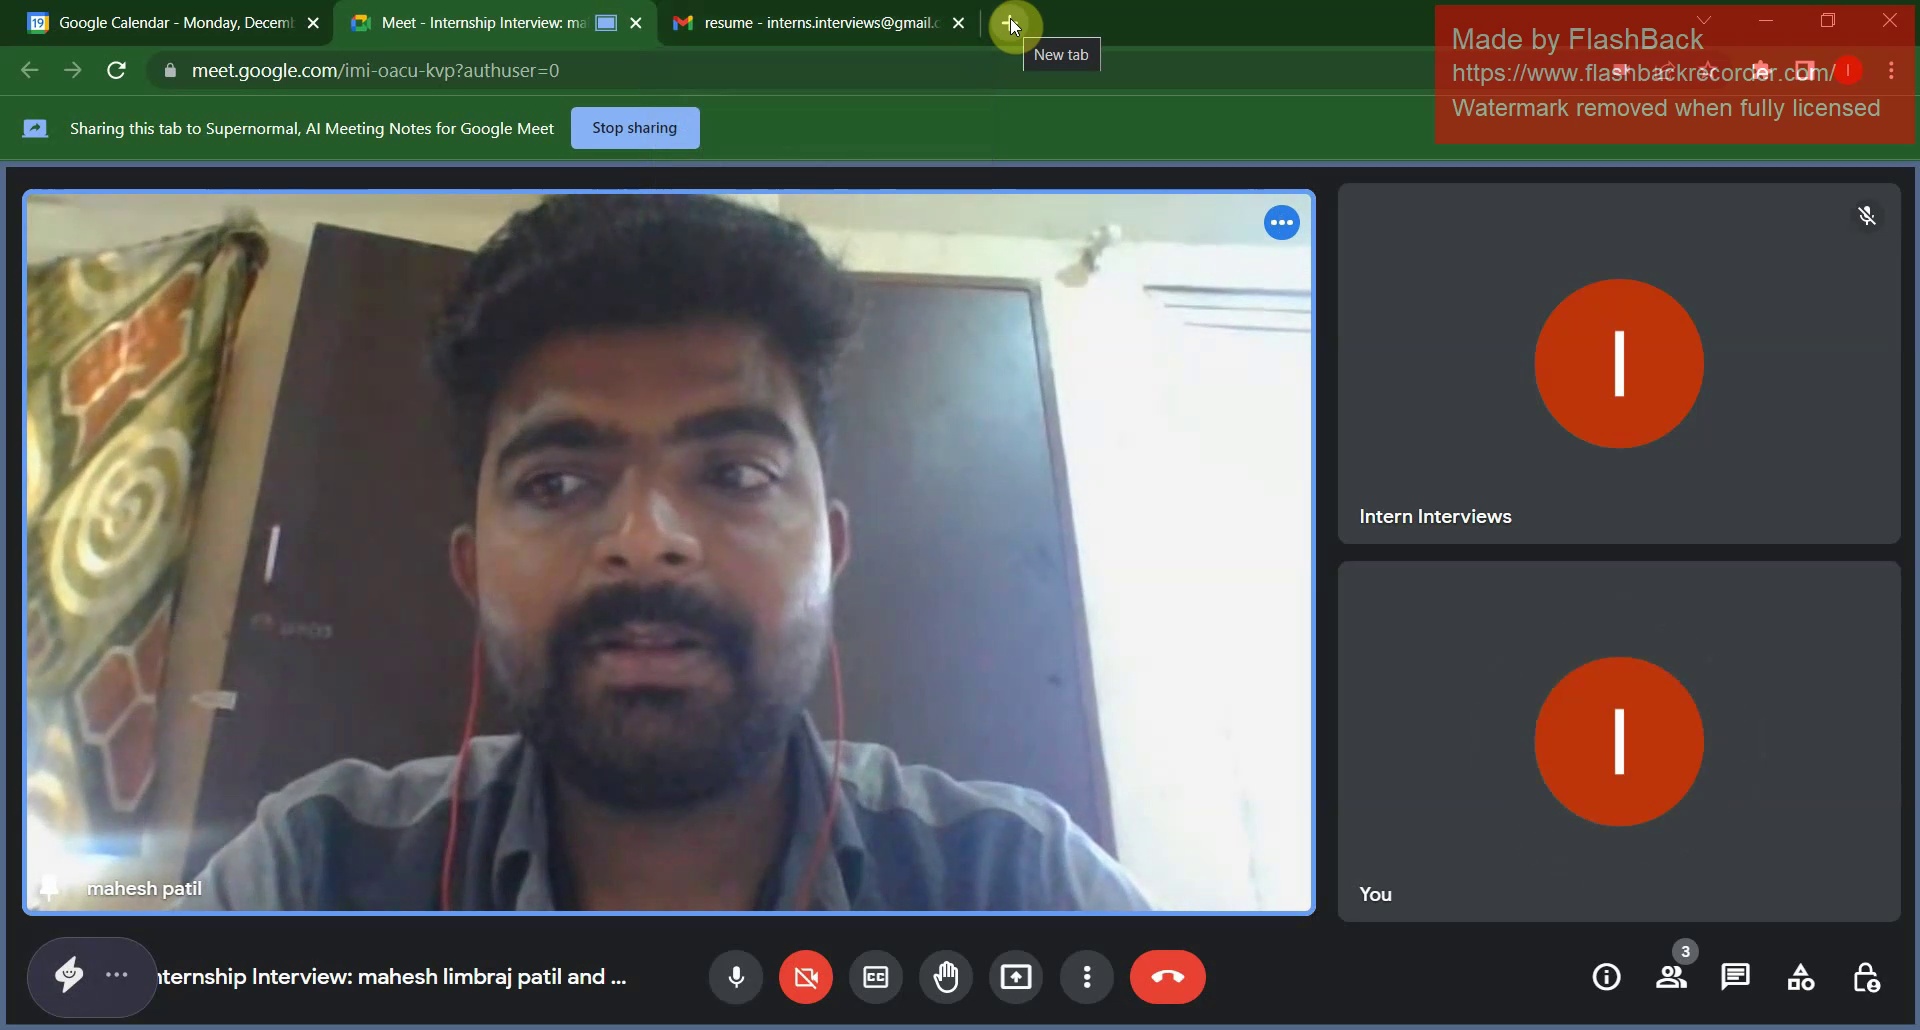 Google Calendar - Monday, Decem
Meet - Internship Interview: ma
resume - interns.interviews@gmail.c
New tab
meet.google.com/imi-oacu-kvp?authuser=0
Made by FlashBack
https://www.flashbackrecorder.com/
Watermark removed when fully licensed
Sharing this tab to Supernormal, AI Meeting Notes for Google Meet
Stop sharing
I
Intern Interviews
I
You
mahesh patil
nternship Interview: mahesh limbraj patil and ...
3